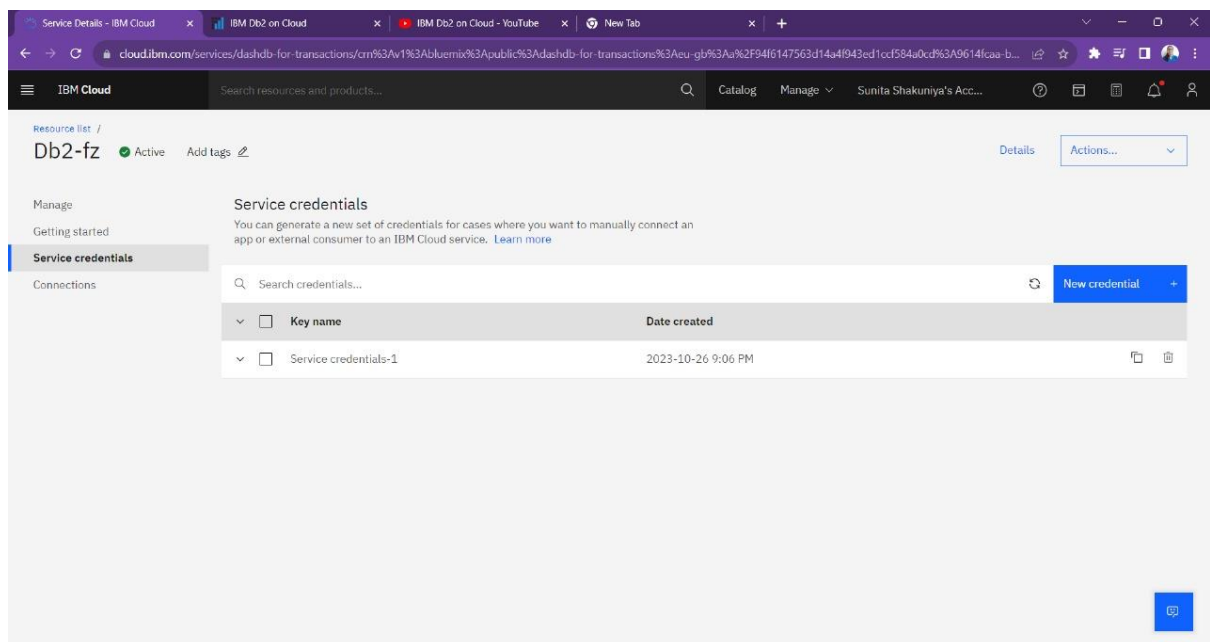 Service Details - IBM Cloud
IBM Db2 on Cloud
IBM Db2 on Cloud - YouTube
New Tab
cloud.ibm.com/services/dashdb-for-transactions/crn%3Av1%3Abluemix%3Apublic%3Adashdb-for-transactions%3Aeu-gb%3Aa%2F94f6147563d14a4f943ed1ccf584a0cd%3A9614fcaa-b...
IBM Cloud
Search resources and products...
Catalog
Manage
Sunita Shakuniya's Acc...
Resource list /
Db2-fz
Active
Add tags
Details
Actions...
Manage
Getting started
Service credentials
Connections
Service credentials
You can generate a new set of credentials for cases where you want to manually connect an
app or external consumer to an IBM Cloud service. Learn more
Search credentials...
New credential +
Key name
Date created
Service credentials-1
2023-10-26 9:06 PM